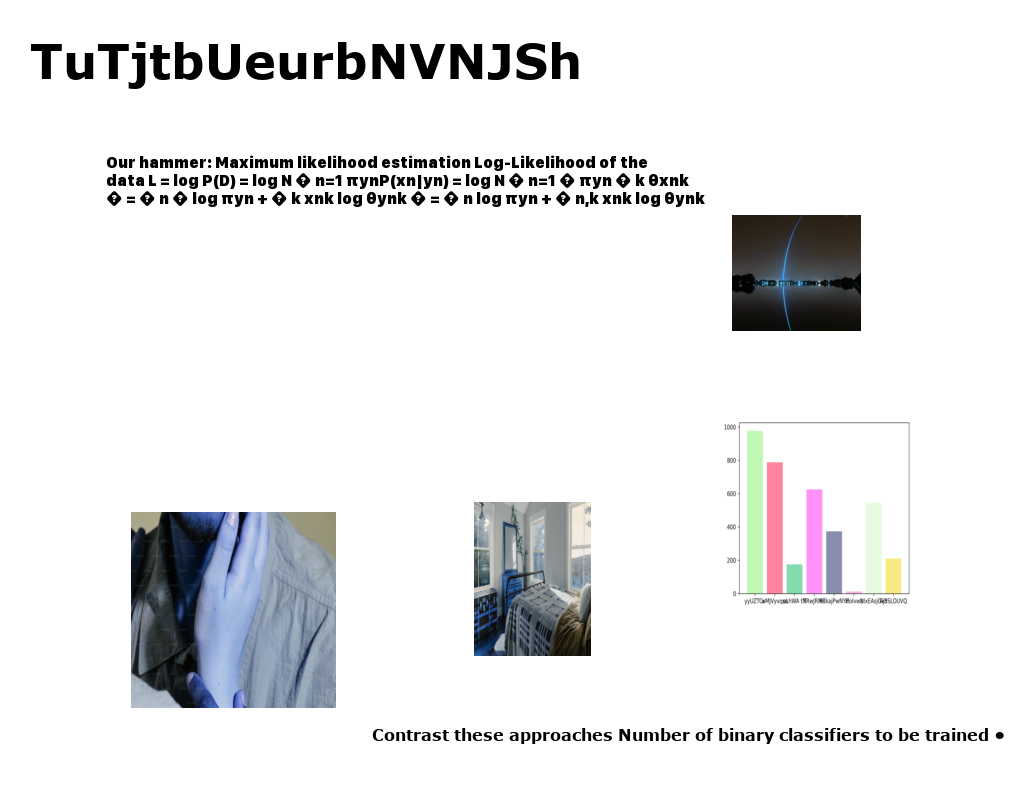 TuTjtbUeurbNVNJSh
Our hammer: Maximum likelihood estimation Log-Likelihood of the
data L = log P(D) = log N � n=1 πynP(xn|yn) = log N � n=1 � πyn � k θxnk
� = � n � log πyn + � k xnk log θynk � = � n log πyn + � n,k xnk log θynk
1000
800
600
400
200
0
Contrast these approaches Number of binary classifiers to be trained •